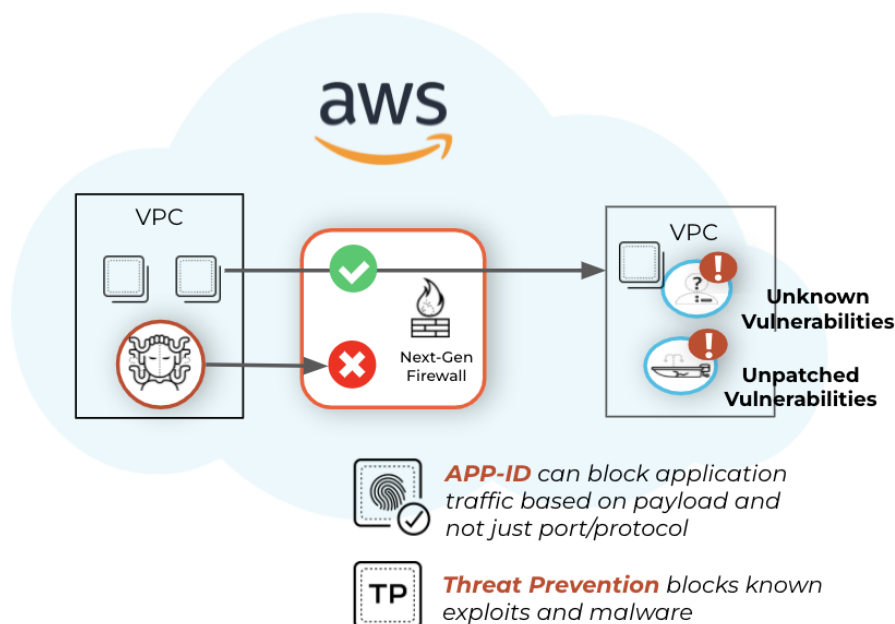 aws
VPC
VPC
Next-Gen
Firewall
Unknown
Vulnerabilities
Unpatched
Vulnerabilities
APP-ID can block application
traffic based on payload and
not just port/protocol
TP
Threat Prevention blocks known
exploits and malware